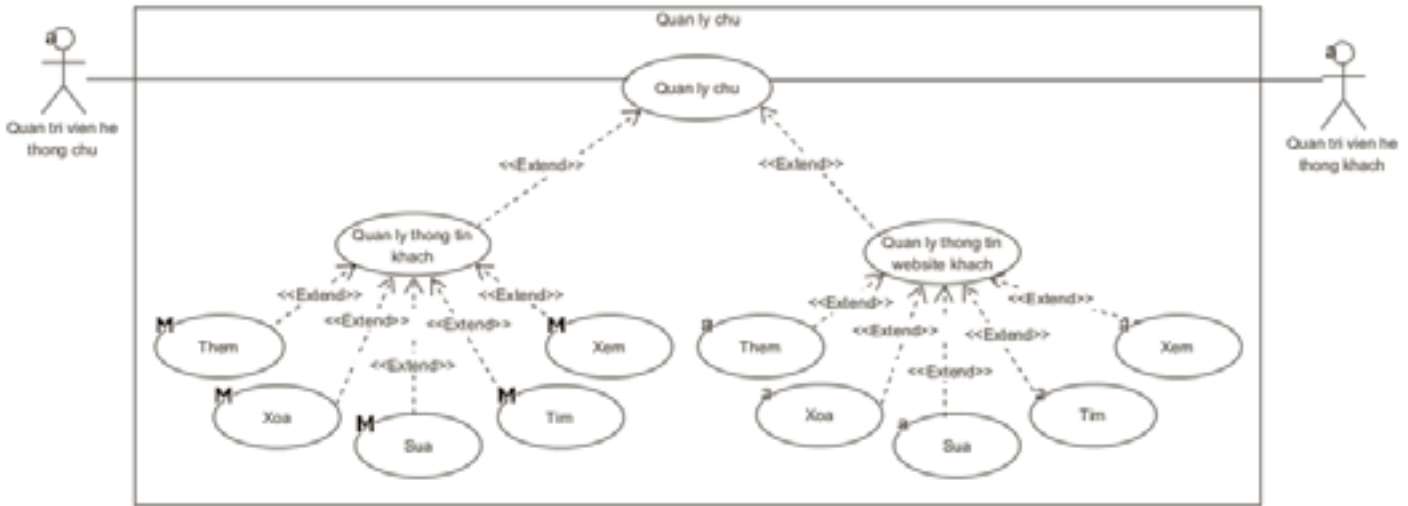 Quan ly chu
a
a
Quan ly chu
Quan tri vien he
thong chu
Quan tri vien he
thong khach
<<Extend>>
<<Extend>>
Quan ly thong tin
khach
Quan ly thong tin
website khach
<<Extend>>
<<Extend>>
<<Extend>>
<<Extend>>
<<Extend>>
<<Extend>>
<<Extend>>
<<Extend>>
<<Extend>>
<<Extend>>
M
Them
M
Xem
a
Them
a
Xem
M
Xoa
M
Tim
a
Xoa
a
Tim
M
Sua
a
Sua